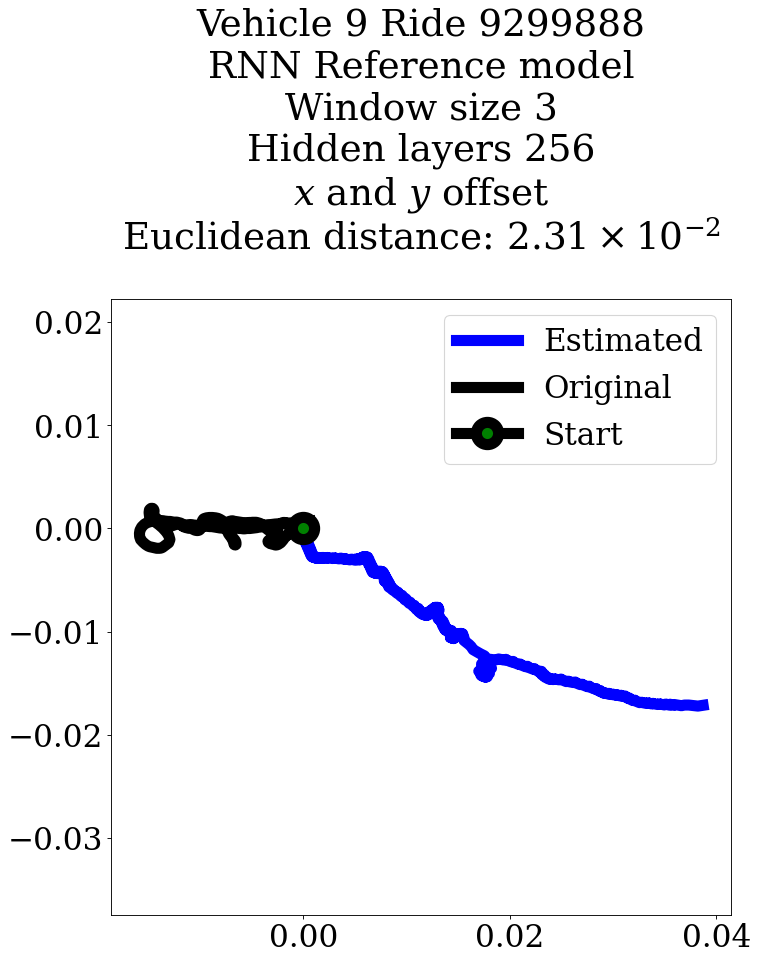 Vehicle 9 Ride 9299888
RNN Reference model
Window size 3
Hidden layers 256
x and y offset
Euclidean distance: 2.31 × 10⁻²
Estimated
Original
Start
0.02
0.01
0.00
−0.01
−0.02
−0.03
0.00 0.02 0.04